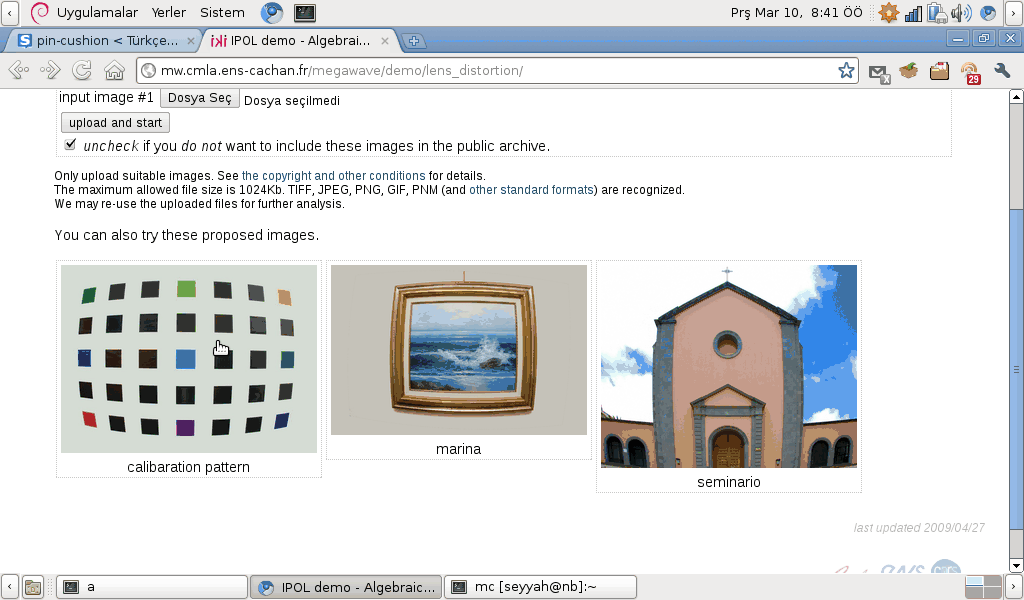 Uygulamalar Yerler Sistem Prş Mar 10, 8:41 ÖÖ
pin-cushion < Türkçe... IPOL demo - Algebrai...
mw.cmla.ens-cachan.fr/megawave/demo/lens_distortion/
29
input image #1 Dosya Seç Dosya seçilmedi
upload and start
uncheck if you do not want to include these images in the public archive.
Only upload suitable images. See the copyright and other conditions for details.
The maximum allowed file size is 1024Kb. TIFF, JPEG, PNG, GIF, PNM (and other standard formats) are recognized.
We may re-use the uploaded files for further analysis.
You can also try these proposed images.
calibaration pattern
marina
seminario
last updated 2009/04/27
a IPOL demo - Algebraic... mc [seyyah@nb]:~